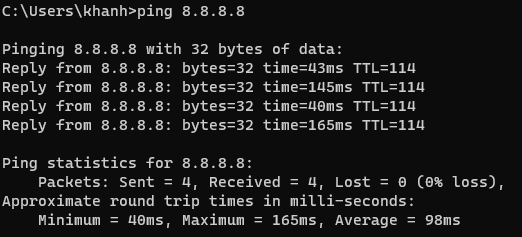 C:\Users\khanh>ping 8.8.8.8
Pinging 8.8.8.8 with 32 bytes of data:
Reply from 8.8.8.8: bytes=32 time=43ms TTL=114
Reply from 8.8.8.8: bytes=32 time=145ms TTL=114
Reply from 8.8.8.8: bytes=32 time=40ms TTL=114
Reply from 8.8.8.8: bytes=32 time=165ms TTL=114
Ping statistics for 8.8.8.8:
    Packets: Sent = 4, Received = 4, Lost = 0 (0% loss),
Approximate round trip times in milli-seconds:
    Minimum = 40ms, Maximum = 165ms, Average = 98ms